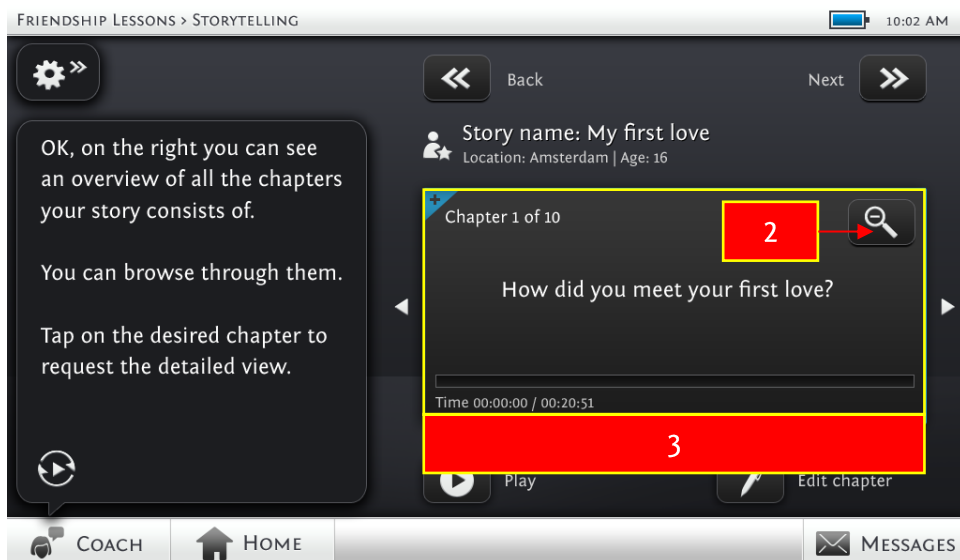 FRIENDSHIP LESSONS > STORYTELLING
10:02 AM
Back
Next
OK, on the right you can see
an overview of all the chapters
your story consists of.
You can browse through them.
Tap on the desired chapter to
request the detailed view.
Story name: My first love
Location: Amsterdam | Age: 16
Chapter 1 of 10
2
How did you meet your first love?
Time 00:00:00 / 00:20:51
3
Play
Edit chapter
COACH
HOME
MESSAGES